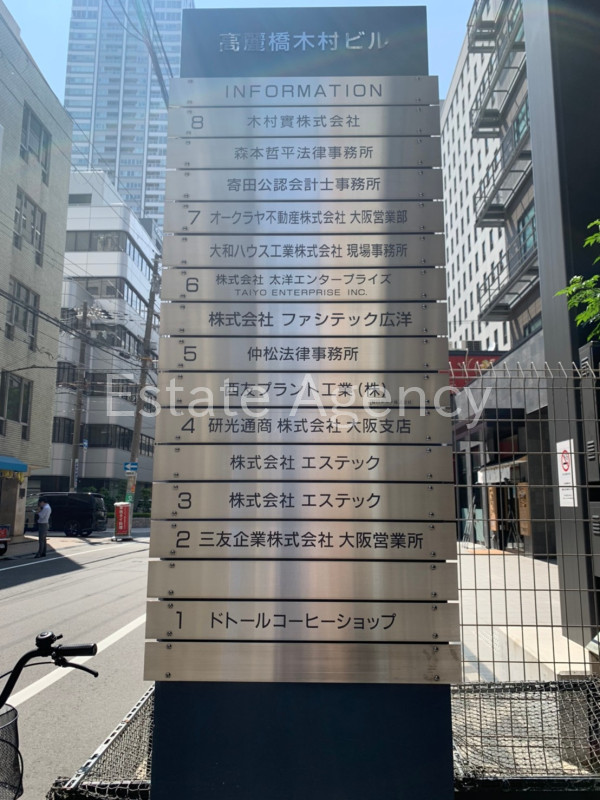 高麗橋木村ビル
INFORMATION
8 木村實株式会社
森本哲平法律事務所
寄田公認会計士事務所
7 オークラヤ不動産株式会社 大阪営業部
大和ハウス工業株式会社 現場事務所
6 株式会社 太洋エンタープライズ
TAIYO ENTERPRISE INC.
株式会社 ファシテック広洋
5 仲松法律事務所
西友プラント工業(株)
Estate Agency
4 研光通商 株式会社 大阪支店
株式会社 エステック
3 株式会社 エステック
2 三友企業株式会社 大阪営業所
1 ドトールコーヒーショップ